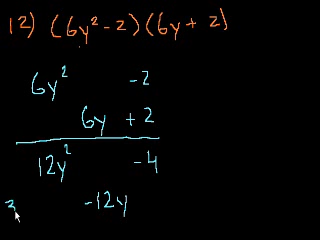 12) (6y² - 2)(6y + 2)
6y² -2
6y + 2
12y² -4
-12y